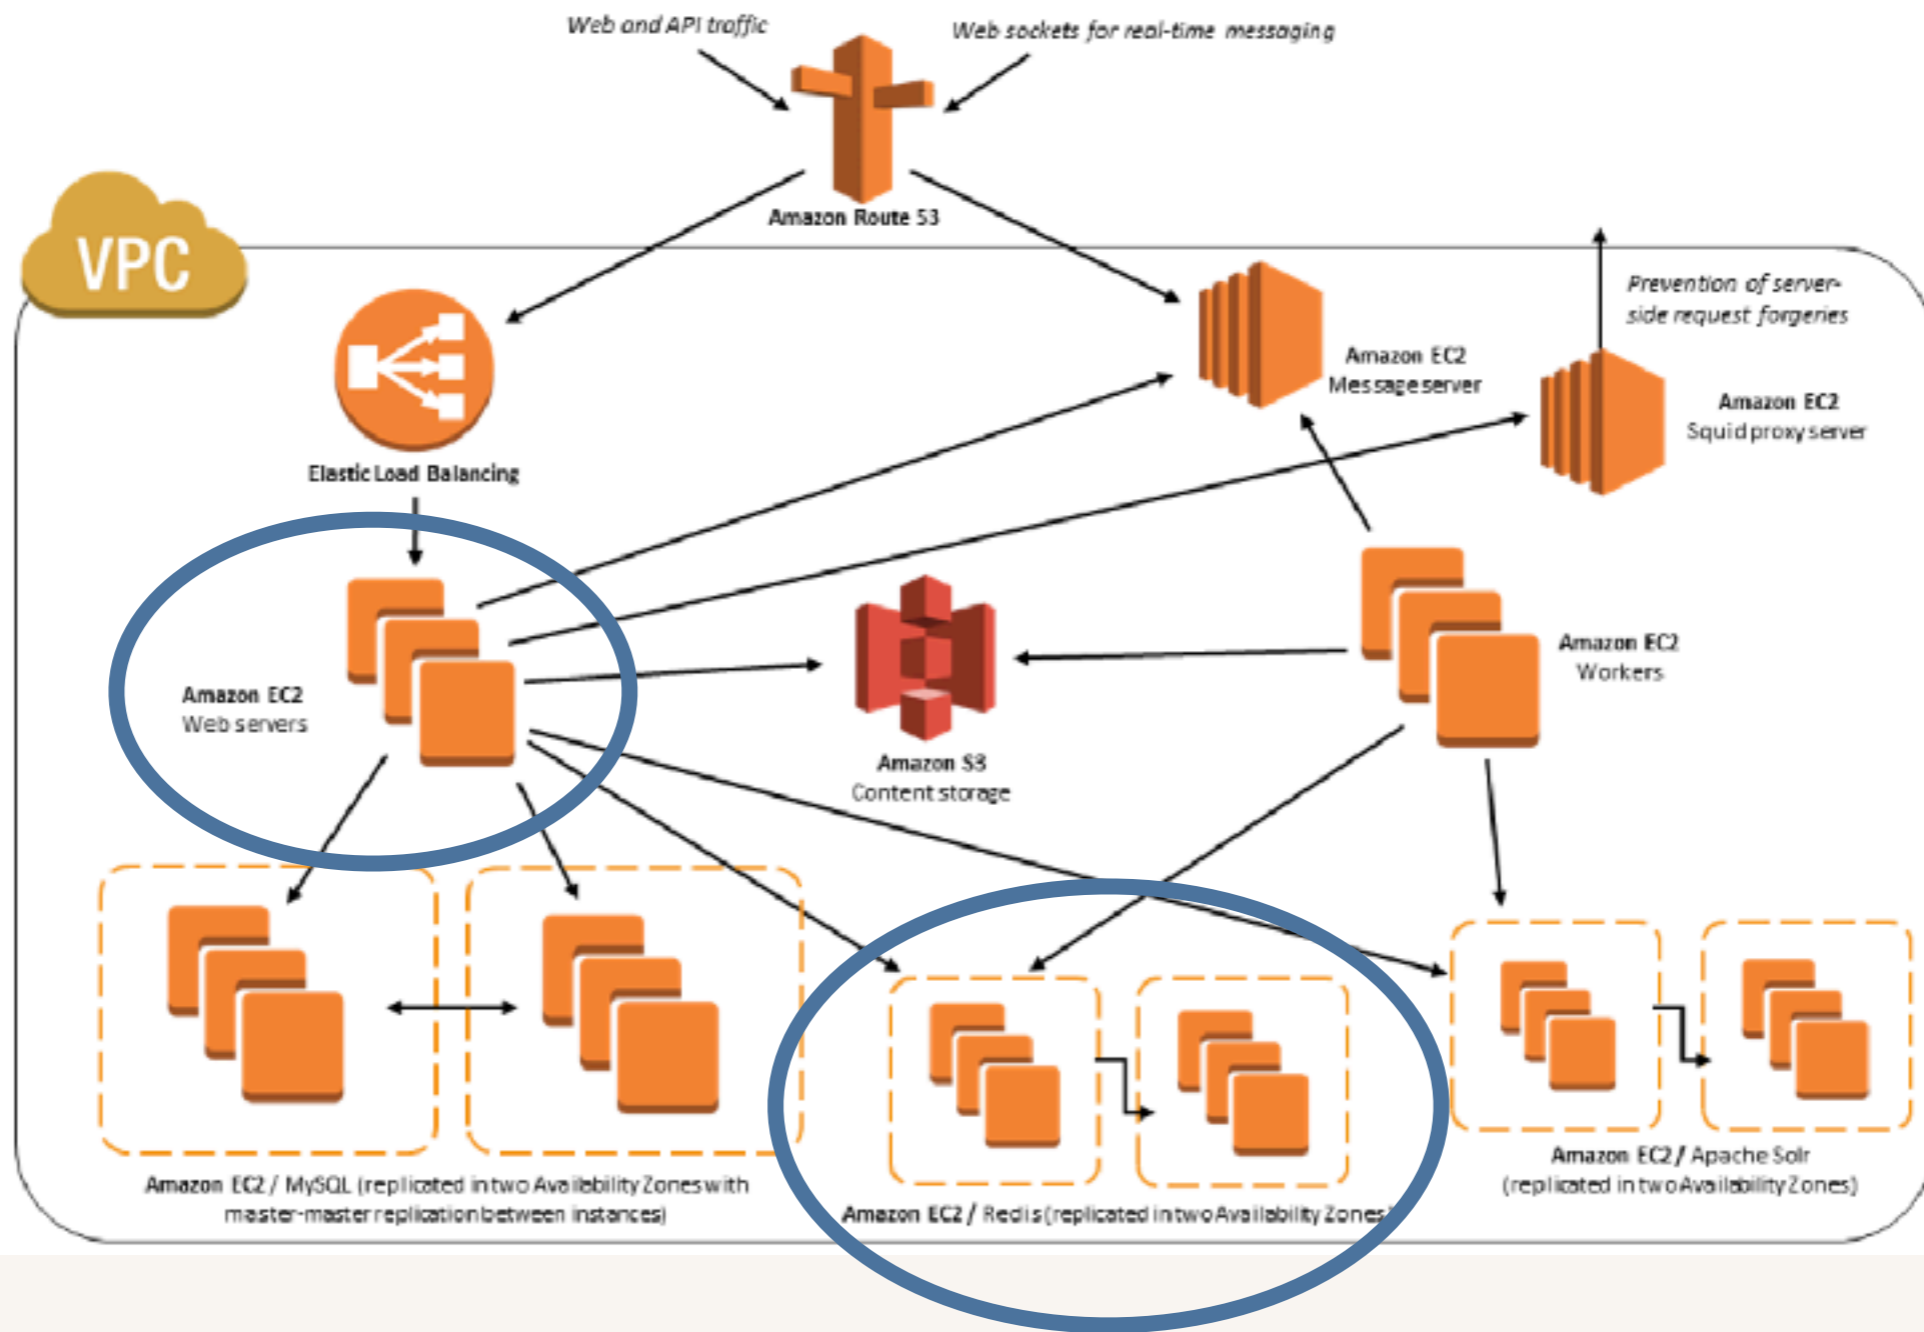 Web and API traffic
Web sockets for real-time messaging
Amazon Route 53
VPC
Prevention of server-
side request forgeries
Amazon EC2
Message server
Amazon EC2
Squid proxy server
Elastic Load Balancing
Amazon EC2
Web servers
Amazon EC2
Workers
Amazon S3
Content storage
Amazon EC2 / MySQL (replicated in two Availability Zones with
master-master replication between instances)
Amazon EC2 / Redis (replicated in two Availability Zones)
Amazon EC2 / Apache Solr
(replicated in two Availability Zones)